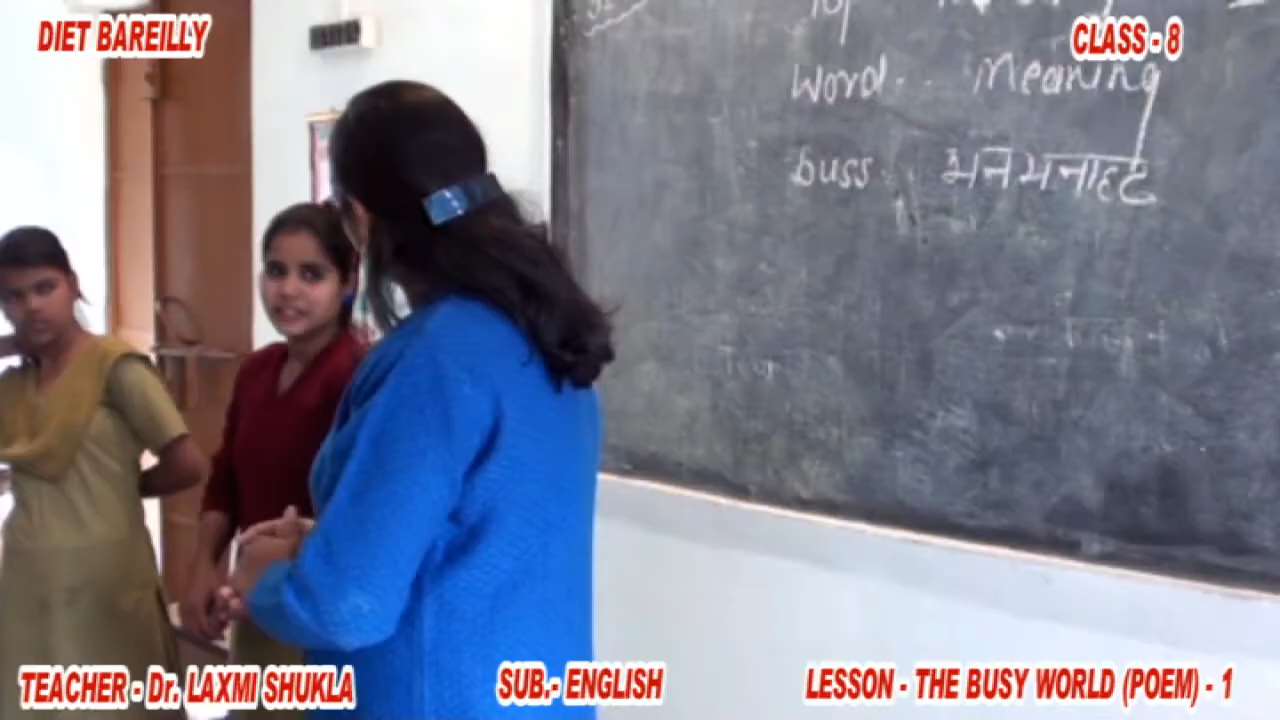 DIET BAREILLY
CLASS - 8
Word.. Meaning
buss.. भनभनाहट
TEACHER - Dr. LAXMI SHUKLA
SUB.- ENGLISH
LESSON - THE BUSY WORLD (POEM) - 1